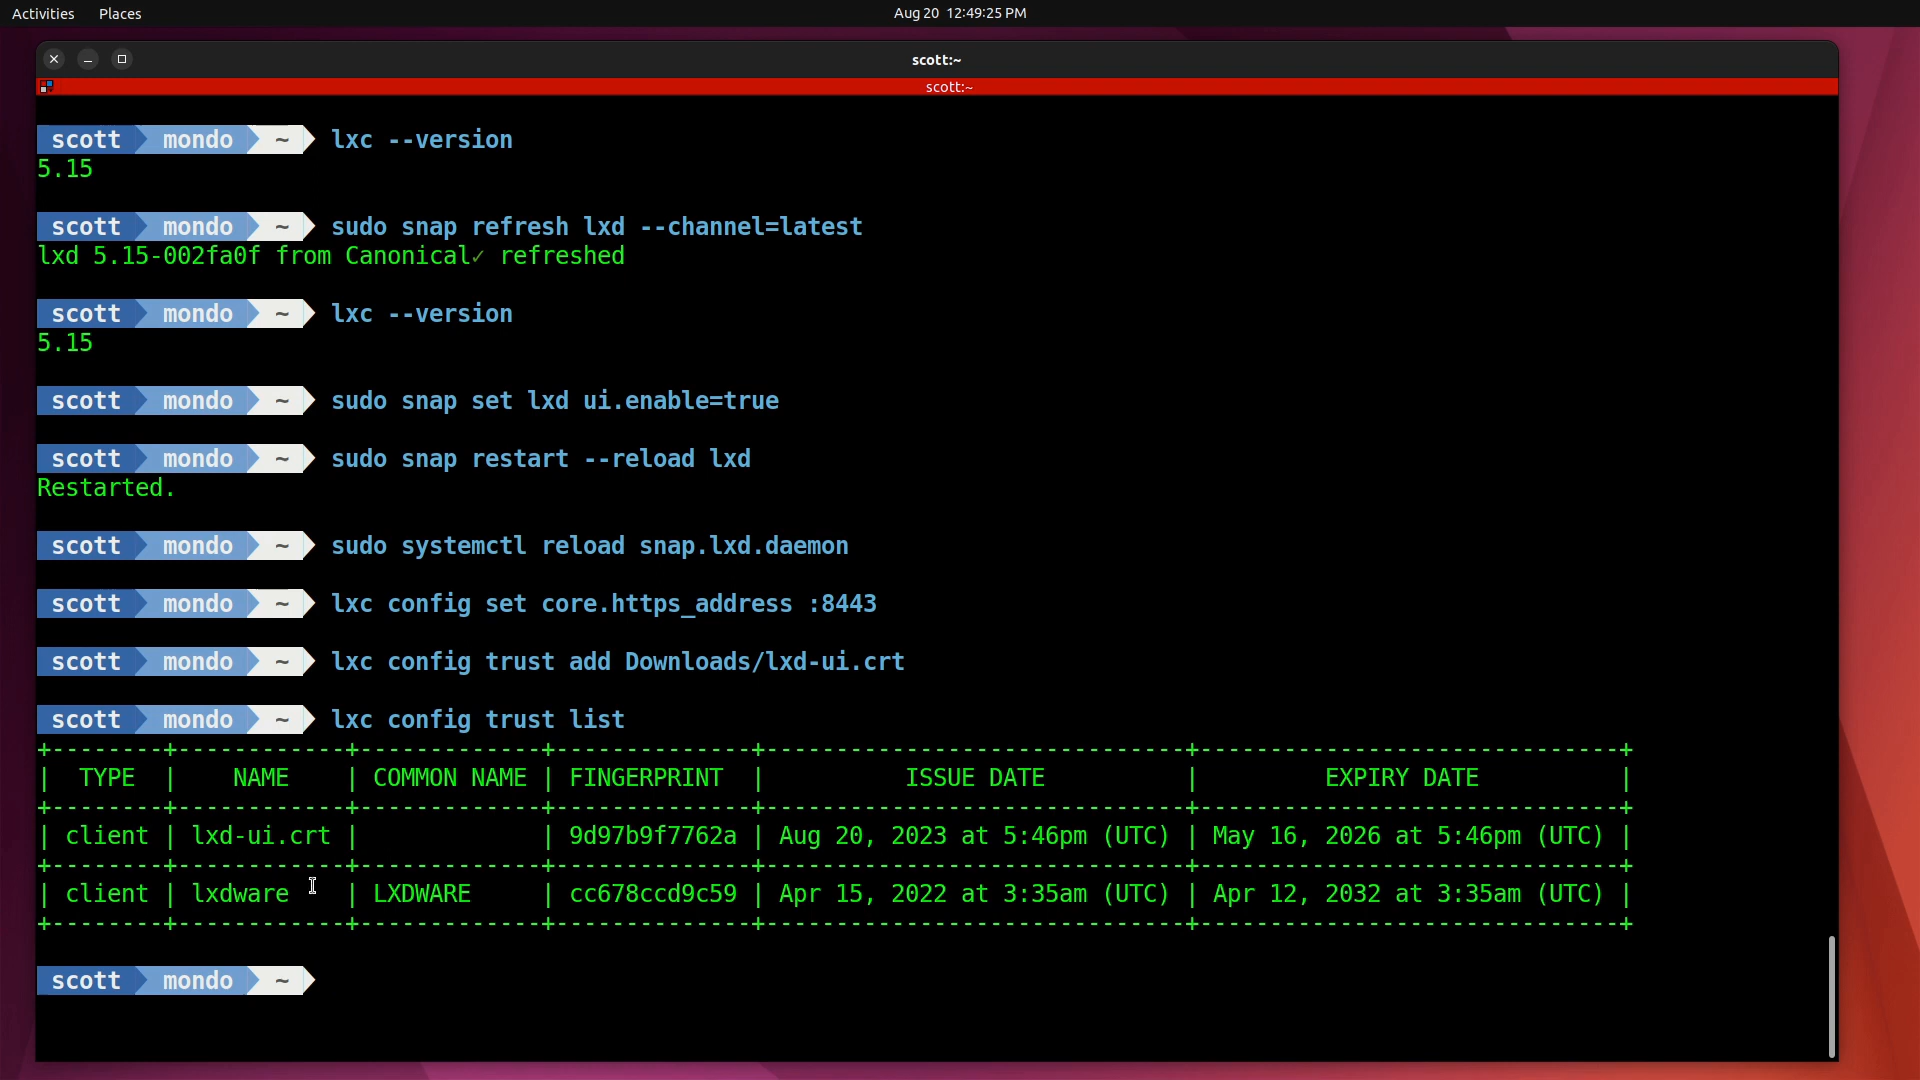 Activities Places Aug 20 12:49:25 PM
scott:~
scott:~
scott mondo ~ lxc --version
5.15
scott mondo ~ sudo snap refresh lxd --channel=latest
lxd 5.15-002fa0f from Canonical✓ refreshed
scott mondo ~ lxc --version
5.15
scott mondo ~ sudo snap set lxd ui.enable=true
scott mondo ~ sudo snap restart --reload lxd
Restarted.
scott mondo ~ sudo systemctl reload snap.lxd.daemon
scott mondo ~ lxc config set core.https_address :8443
scott mondo ~ lxc config trust add Downloads/lxd-ui.crt
scott mondo ~ lxc config trust list
+--------+------------+-------------+--------------+------------------------------+------------------------------+
| TYPE | NAME | COMMON NAME | FINGERPRINT | ISSUE DATE | EXPIRY DATE |
+--------+------------+-------------+--------------+------------------------------+------------------------------+
| client | lxd-ui.crt | | 9d97b9f7762a | Aug 20, 2023 at 5:46pm (UTC) | May 16, 2026 at 5:46pm (UTC) |
+--------+------------+-------------+--------------+------------------------------+------------------------------+
| client | lxdware | LXDWARE | cc678ccd9c59 | Apr 15, 2022 at 3:35am (UTC) | Apr 12, 2032 at 3:35am (UTC) |
+--------+------------+-------------+--------------+------------------------------+------------------------------+
scott mondo ~